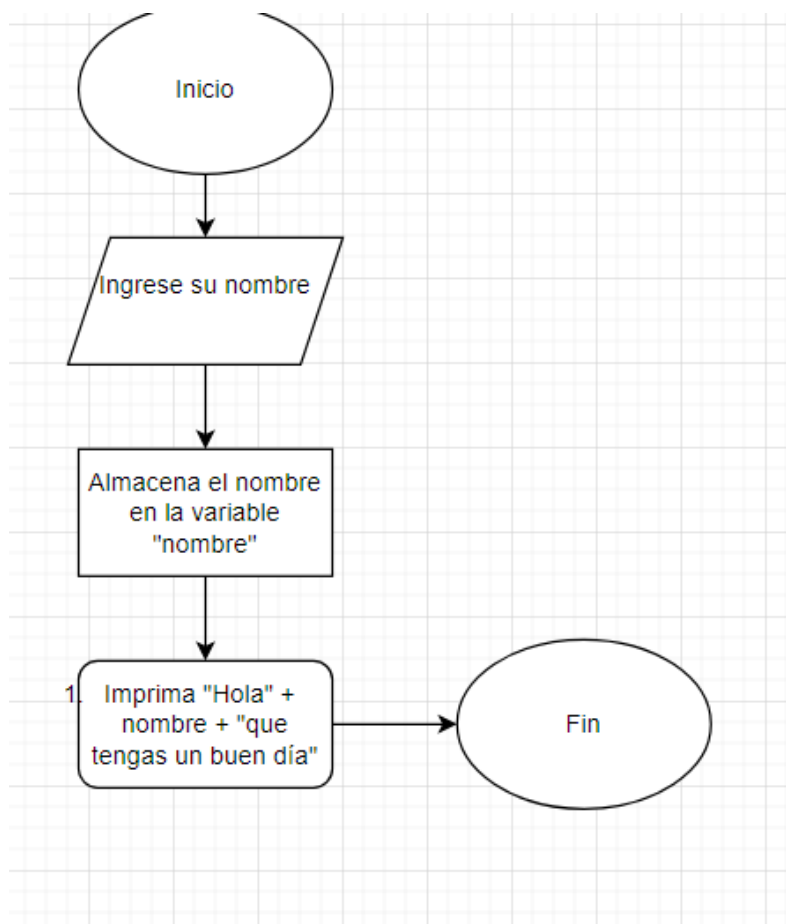 Inicio
Ingrese su nombre
Almacena el nombre
en la variable
"nombre"
1. Imprima "Hola" +
nombre + "que
tengas un buen día"
Fin